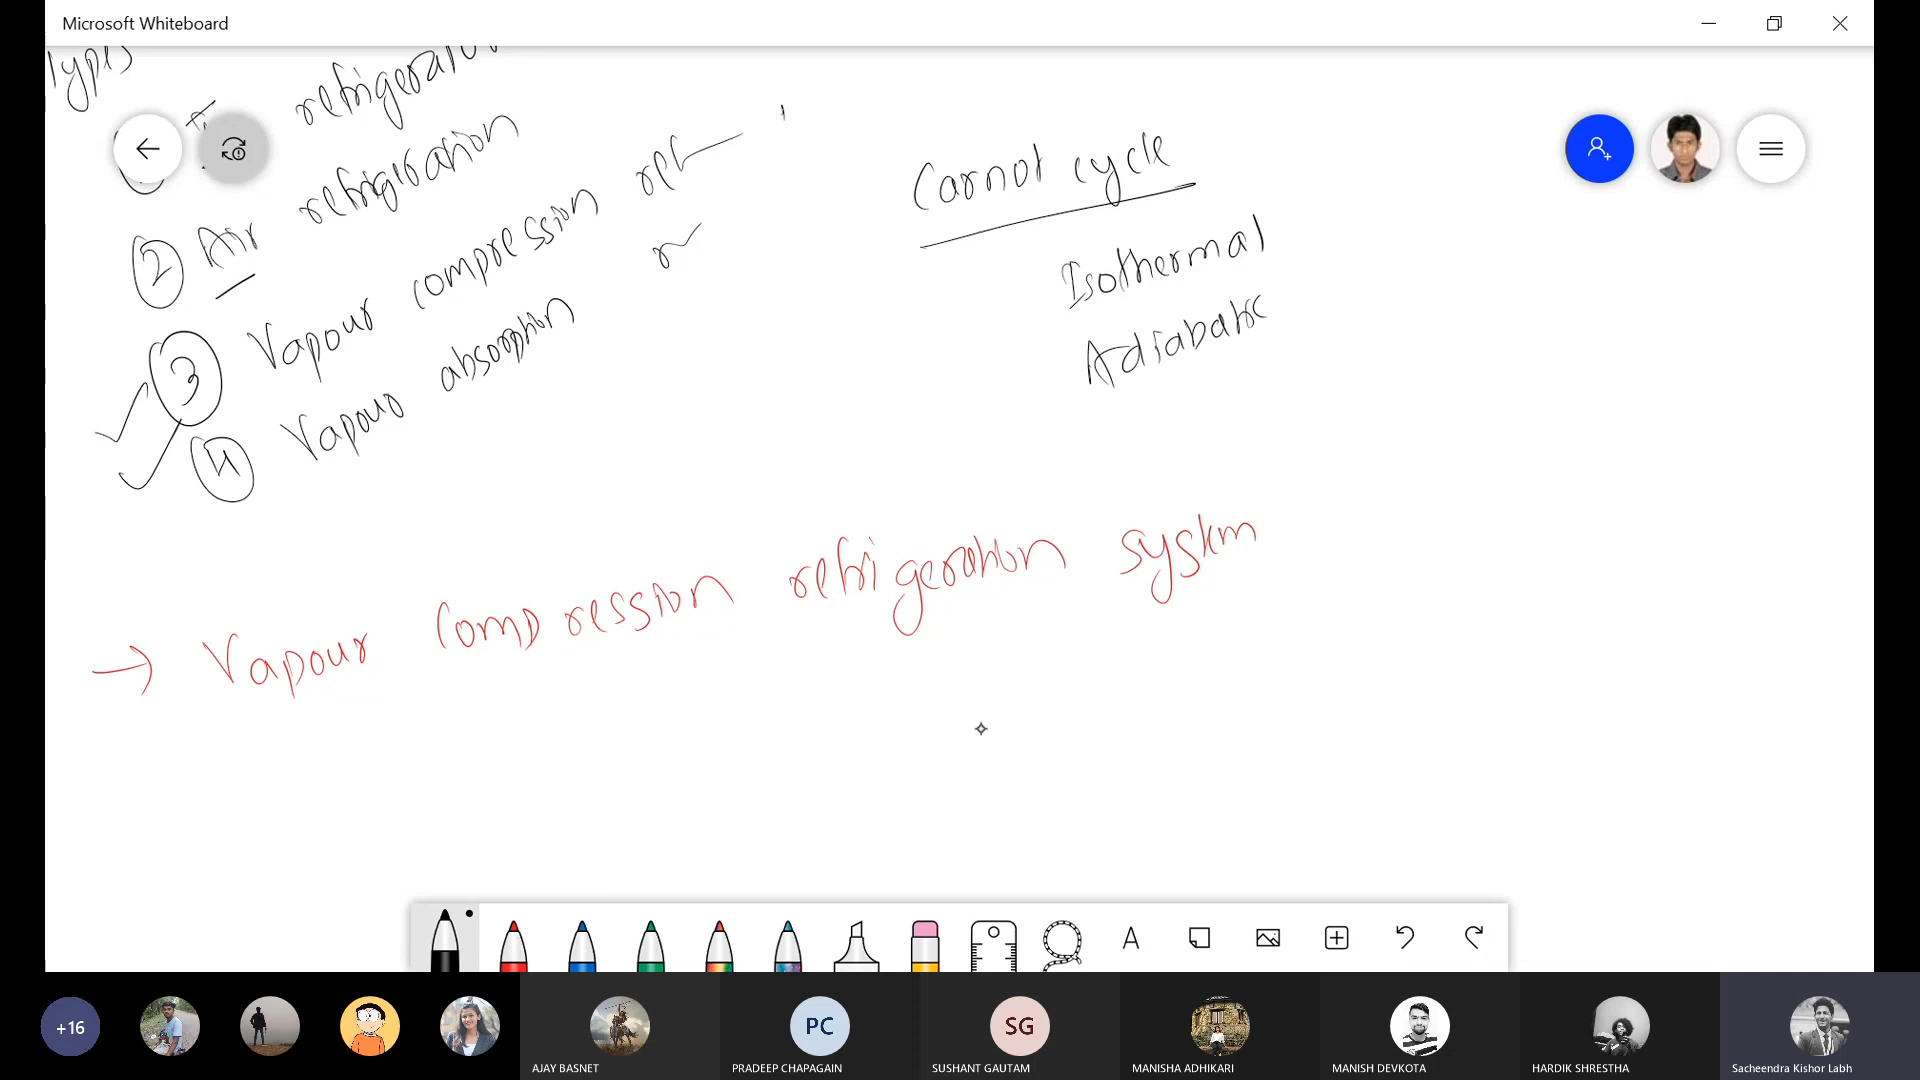 Microsoft Whiteboard
Types
refrigerator
② Air refrigeration
③ Vapour compression ref
④ Vapour absorption r
Carnot cycle
Isothermal
Adiabatic
→ Vapour compression refrigeration system
A
+16
PC
SG
AJAY BASNET
PRADEEP CHAPAGAIN
SUSHANT GAUTAM
MANISHA ADHIKARI
MANISH DEVKOTA
HARDIK SHRESTHA
Sacheendra Kishor Labh